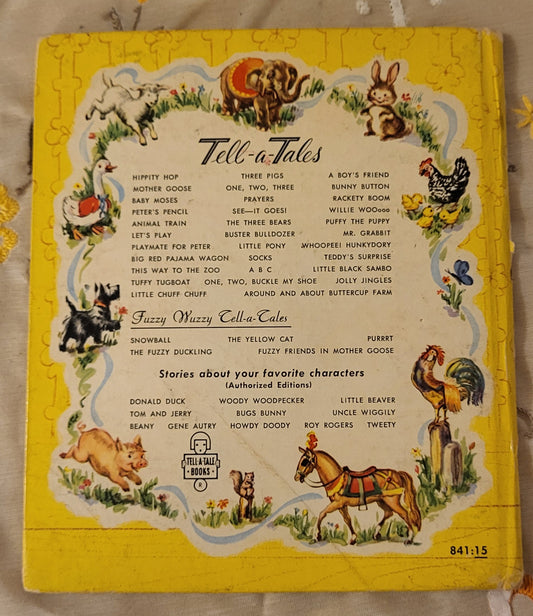 Tell-a-Tales
HIPPITY HOP THREE PIGS A BOY'S FRIEND
MOTHER GOOSE ONE, TWO, THREE BUNNY BUTTON
BABY MOSES PRAYERS RACKETY BOOM
PETER'S PENCIL SEE—IT GOES! WILLIE WOOooo
ANIMAL TRAIN THE THREE BEARS PUFFY THE PUPPY
LET'S PLAY BUSTER BULLDOZER MR. GRABBIT
PLAYMATE FOR PETER LITTLE PONY WHOOPEE! HUNKYDORY
BIG RED PAJAMA WAGON SOCKS TEDDY'S SURPRISE
THIS WAY TO THE ZOO A B C LITTLE BLACK SAMBO
TUFFY TUGBOAT ONE, TWO, BUCKLE MY SHOE JOLLY JINGLES
LITTLE CHUFF CHUFF AROUND AND ABOUT BUTTERCUP FARM
Fuzzy Wuzzy Tell-a-Tales
SNOWBALL THE YELLOW CAT PURRRT
THE FUZZY DUCKLING FUZZY FRIENDS IN MOTHER GOOSE
Stories about your favorite characters
(Authorized Editions)
DONALD DUCK WOODY WOODPECKER LITTLE BEAVER
TOM AND JERRY BUGS BUNNY UNCLE WIGGILY
BEANY GENE AUTRY HOWDY DOODY ROY ROGERS TWEETY
TELL-A-TALE
BOOKS
®
841:15